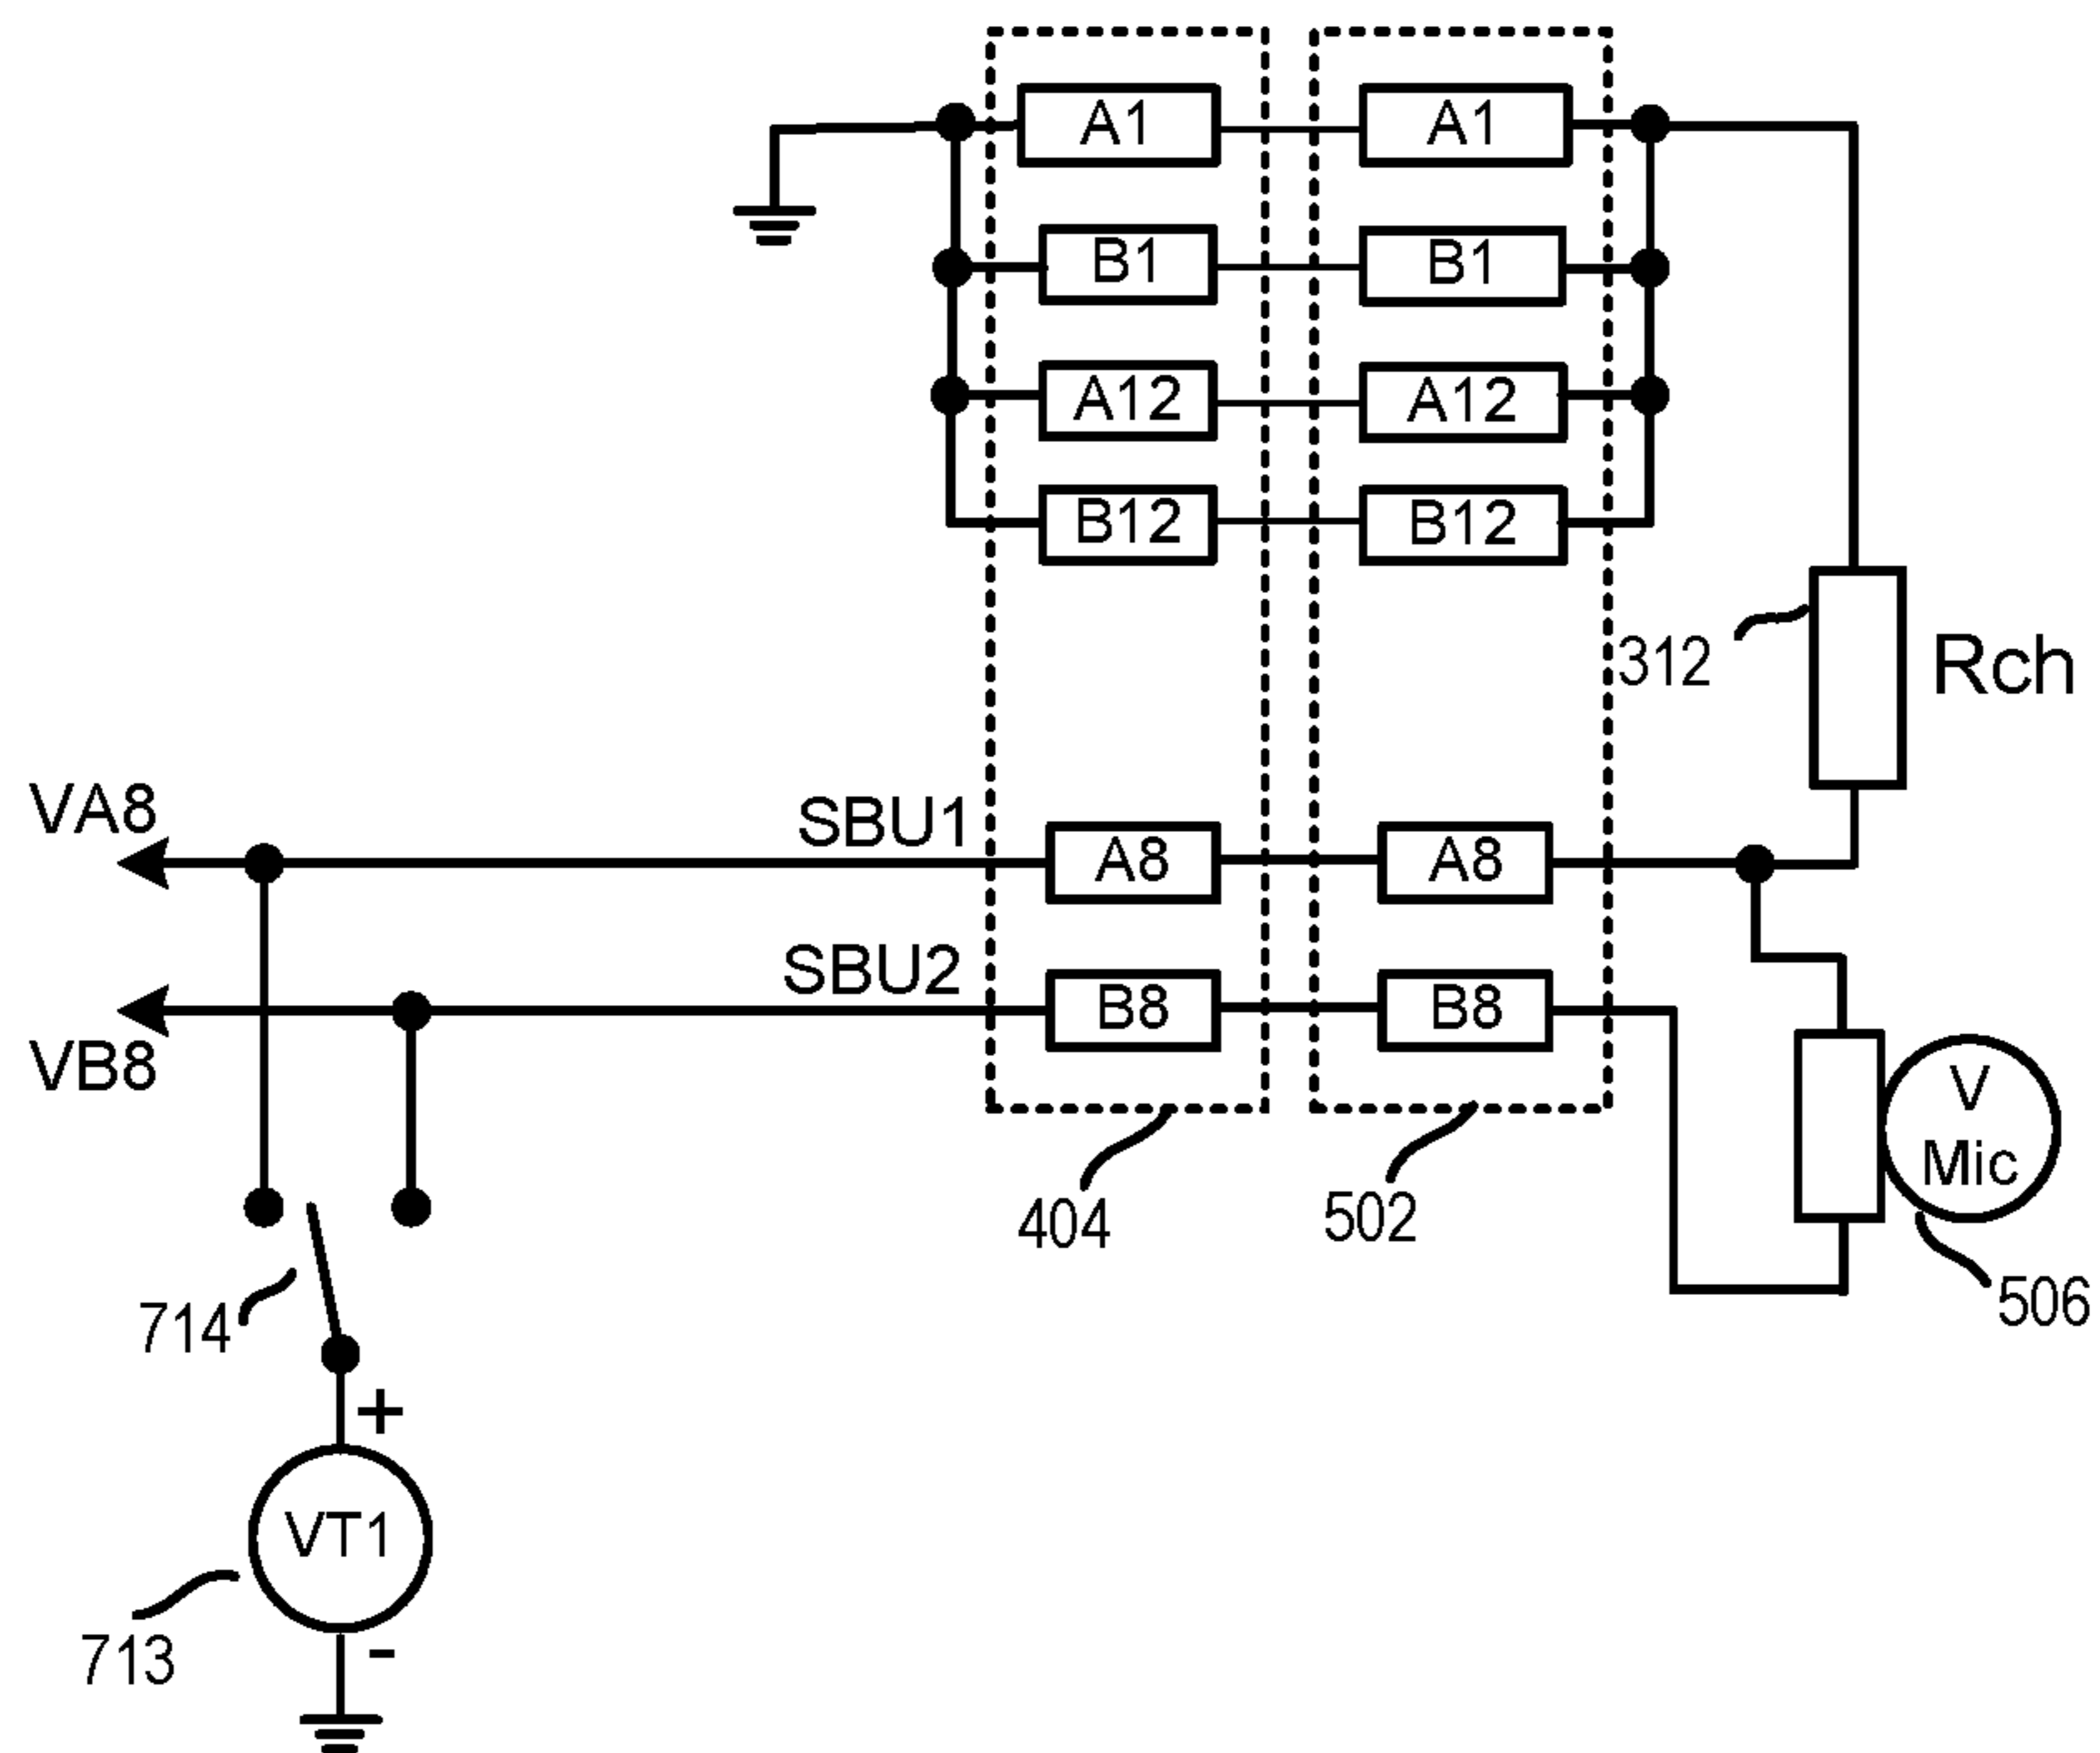 A1 A1
B1 B1
A12 A12
B12 B12
312 Rch
VA8 SBU1 A8 A8
SBU2 B8 B8
VB8
V
Mic
404 502
506
714
+
VT1
713 -